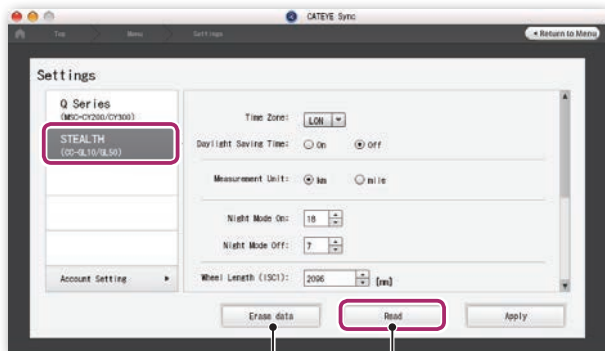 CATEYE Sync
Top Menu Settings Return to Menu
Settings
Q Series
(MSC-CY200/CY300)
STEALTH
(CC-GL10/GL50)
Account Setting
Time Zone: LON
Daylight Saving Time: On Off
Measurement Unit: km mile
Night Mode On: 18
Night Mode Off: 7
Wheel Length (ISC1): 2096 [mm]
Erase data Read Apply